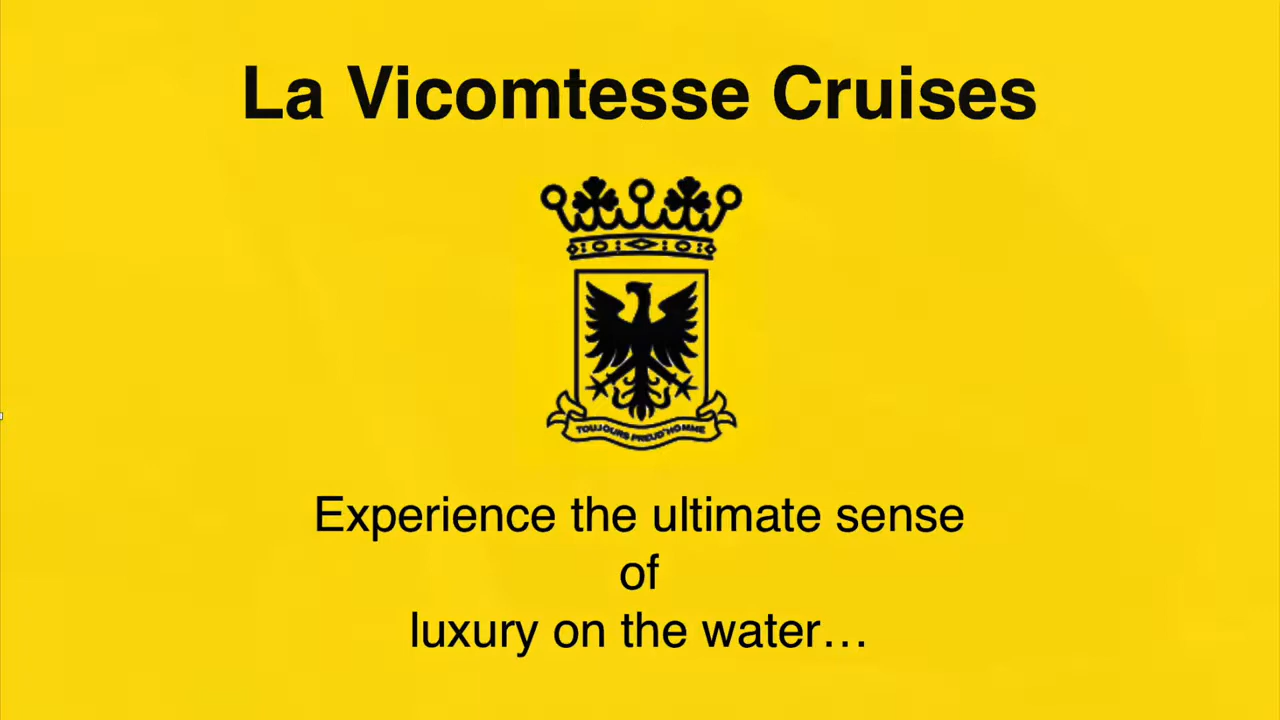 La Vicomtesse Cruises
TOUJOURS PREUD'HOMME
Experience the ultimate sense
of
luxury on the water…